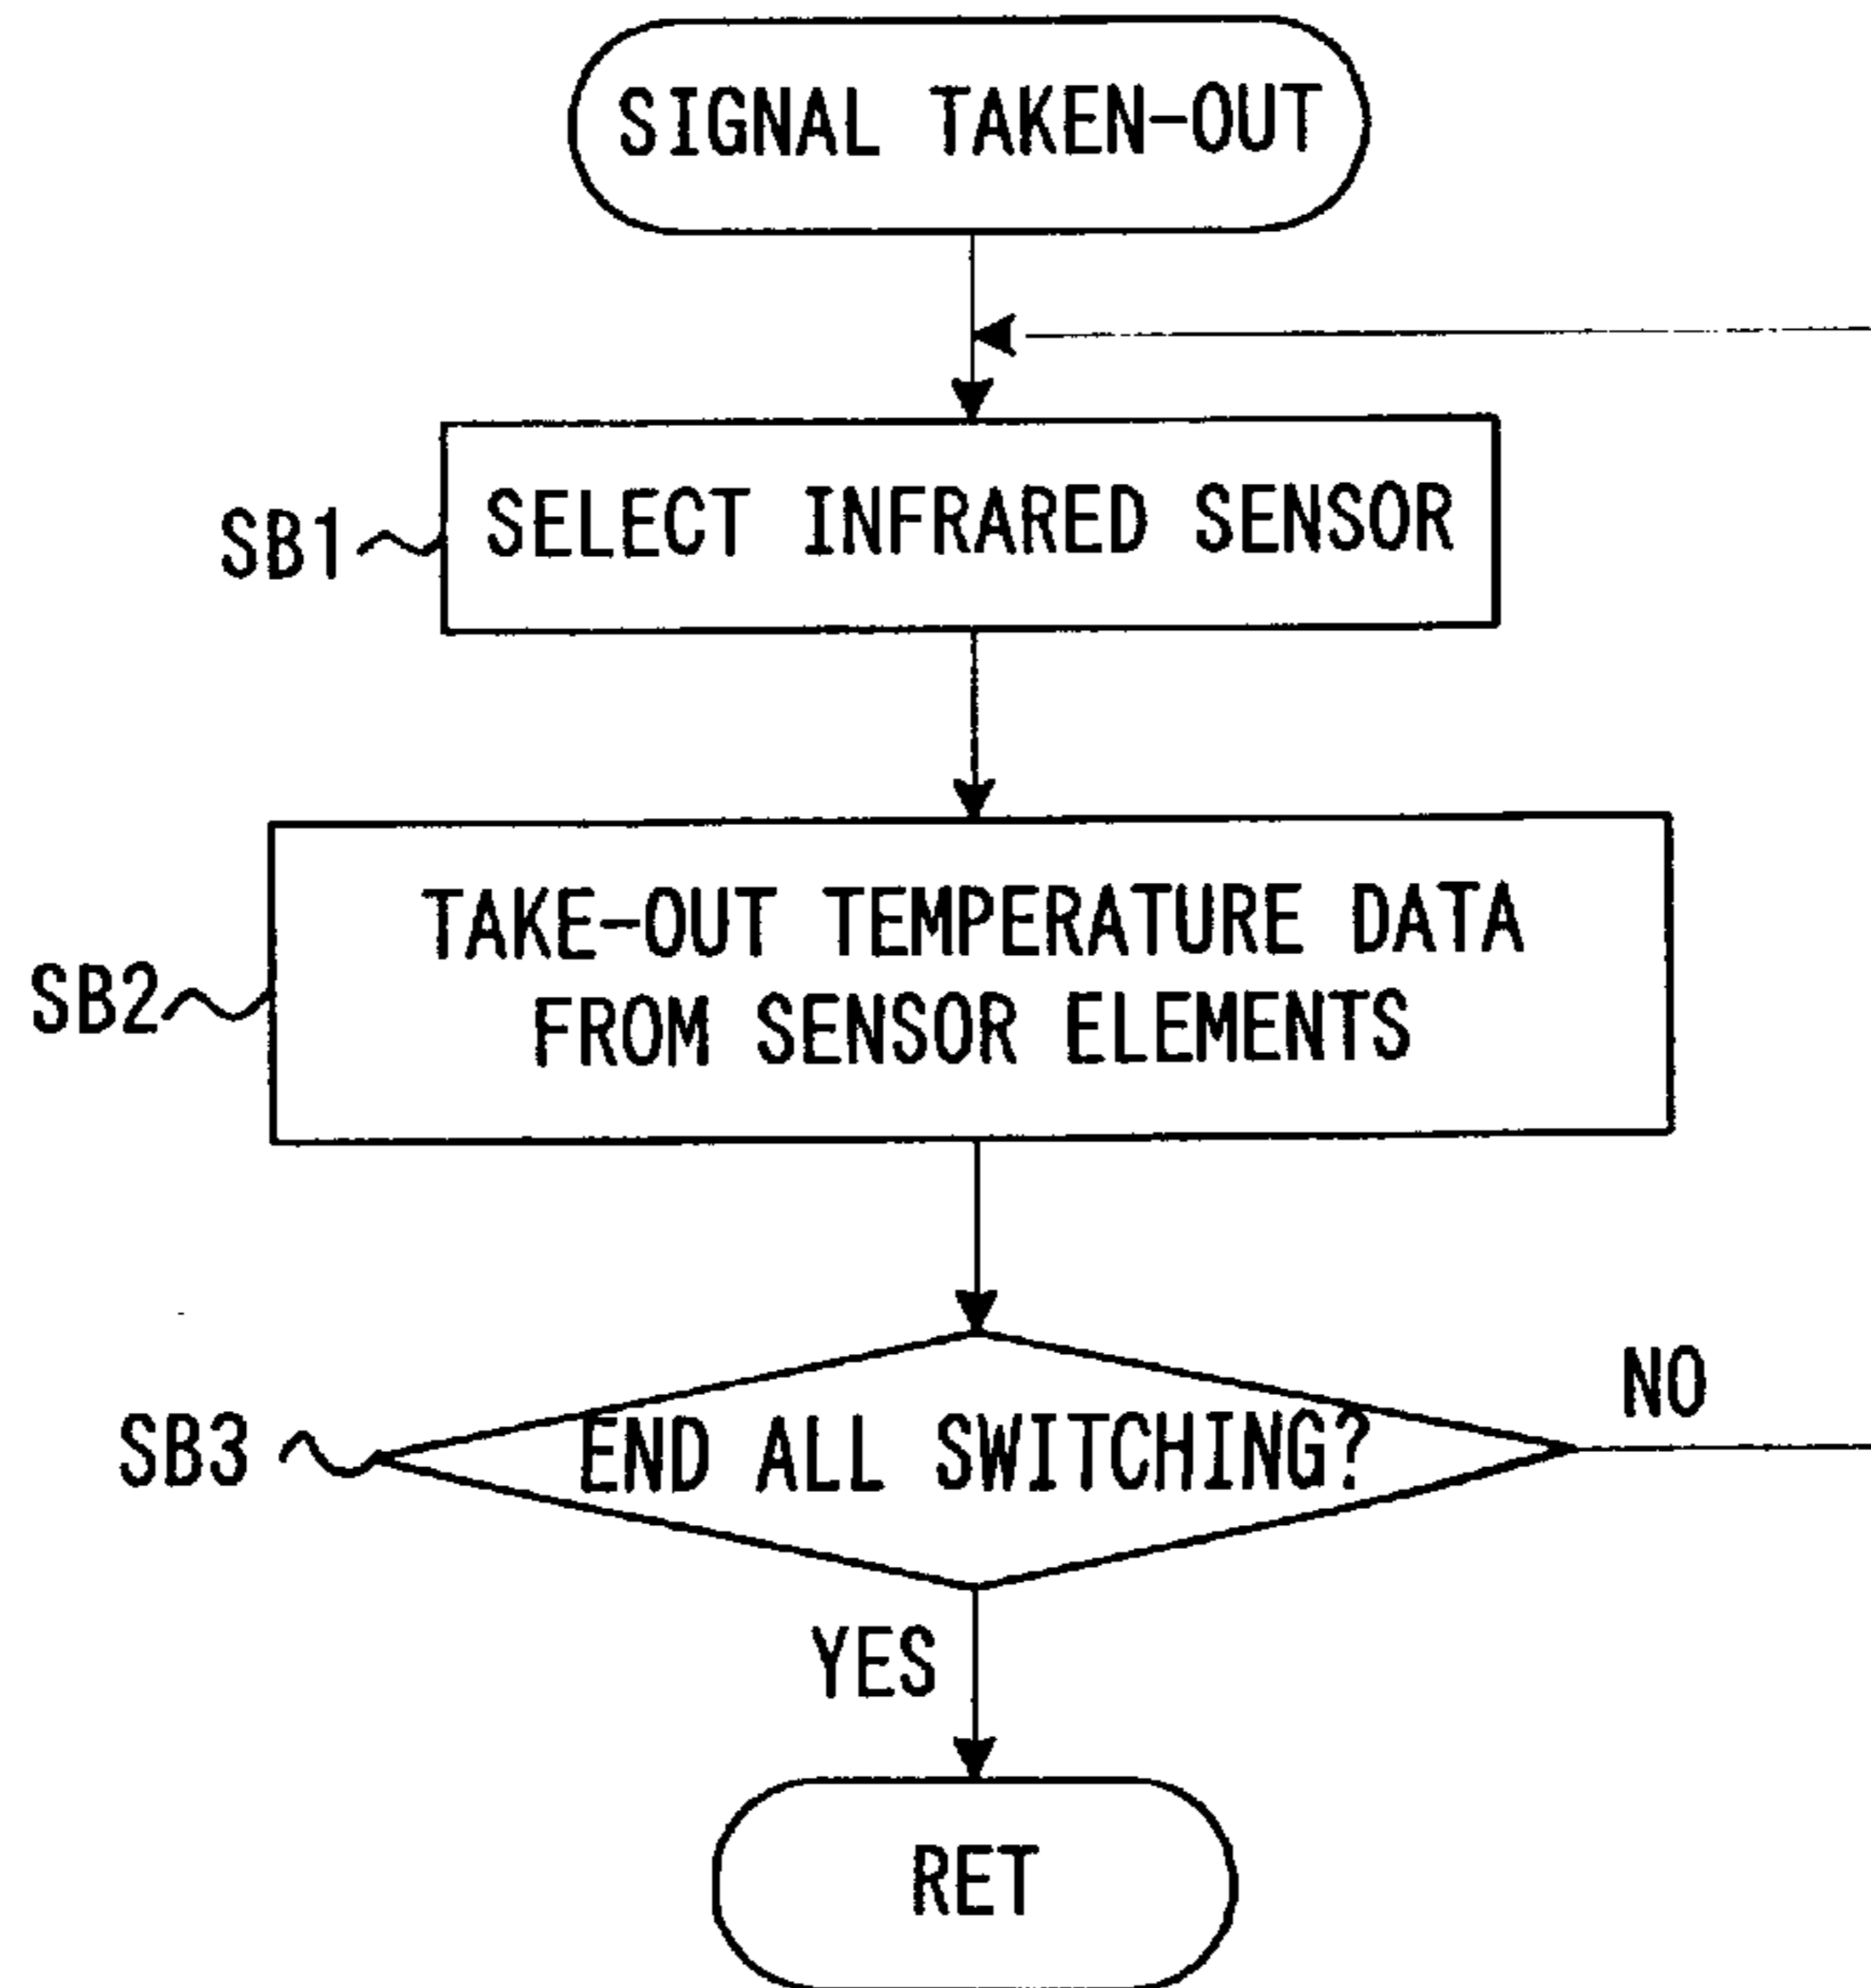 SIGNAL TAKEN-OUT
SB1
SELECT INFRARED SENSOR
SB2
TAKE-OUT TEMPERATURE DATA
FROM SENSOR ELEMENTS
SB3
END ALL SWITCHING?
NO
YES
RET